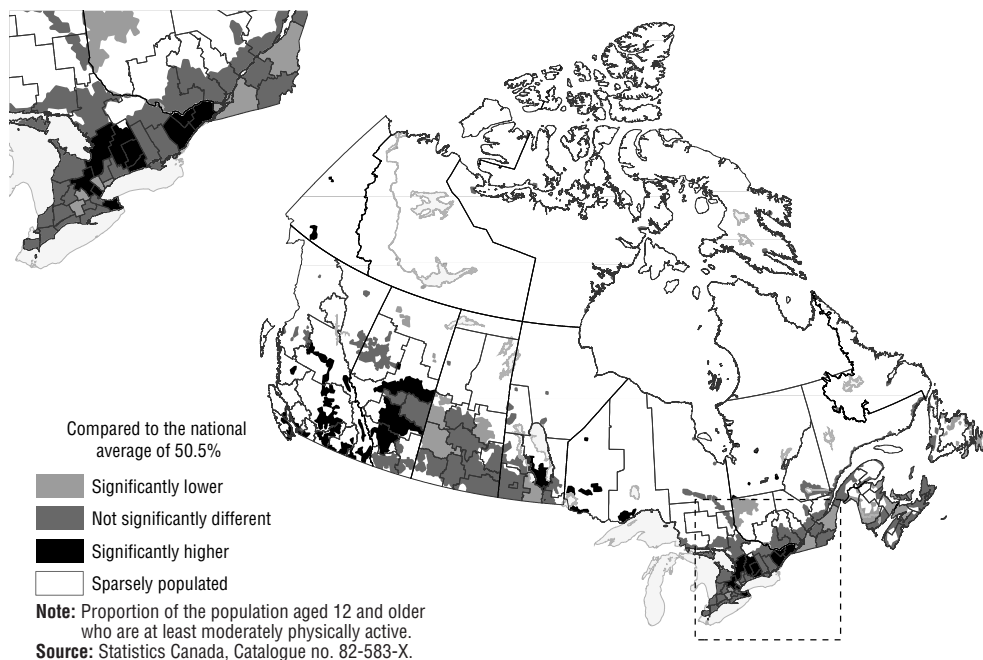 Compared to the national
average of 50.5%
Significantly lower
Not significantly different
Significantly higher
Sparsely populated
Note: Proportion of the population aged 12 and older
who are at least moderately physically active.
Source: Statistics Canada, Catalogue no. 82-583-X.